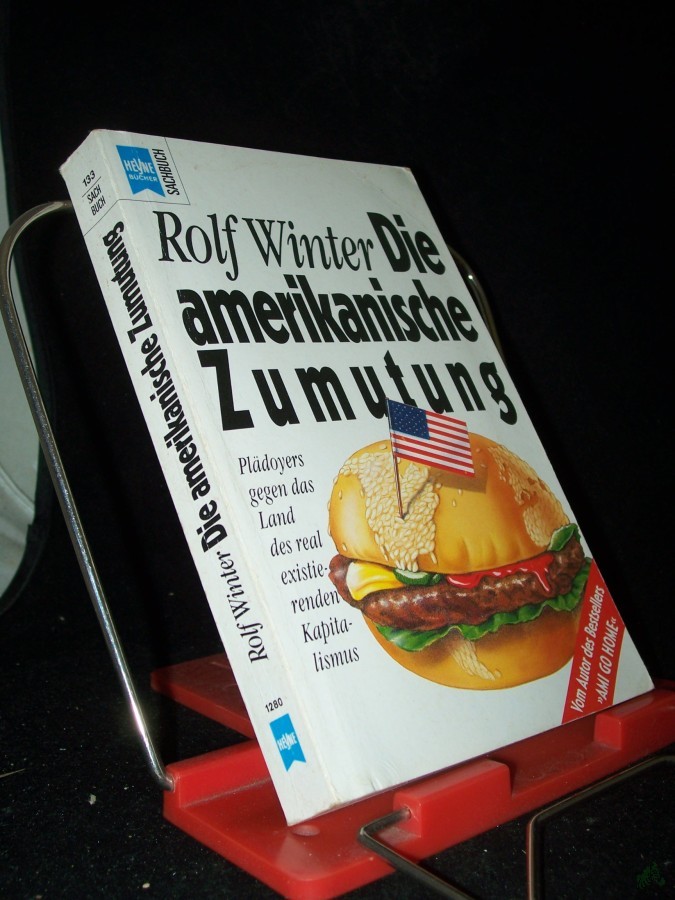 HEYNE
BÜCHER
SACHBUCH
Rolf Winter Die
amerikanische
Zumutung
Plädoyers
gegen das
Land
des real
existie-
renden
Kapita-
lismus
Vom Autor des Bestsellers
»AMI GO HOME«
133
SACH
BUCH
Rolf Winter Die amerikanische Zumutung
1280
HEYNE